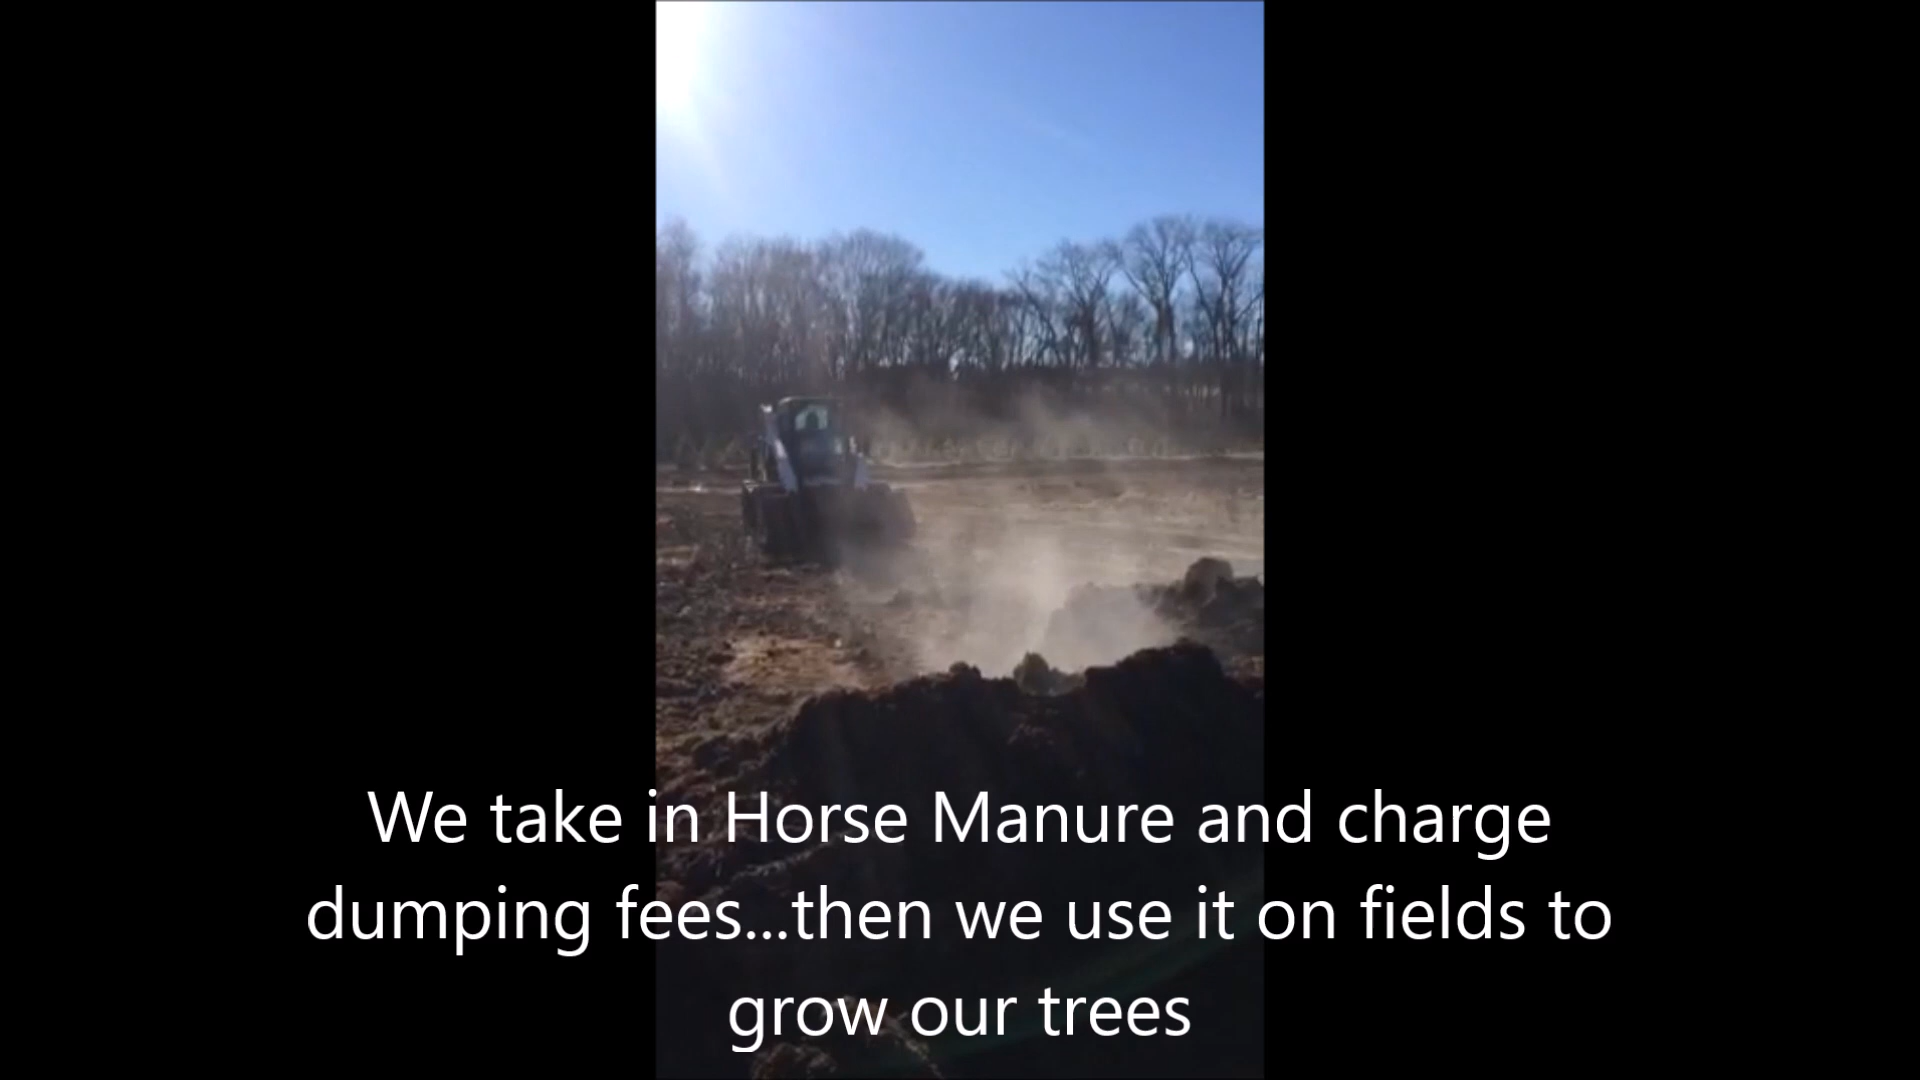 We take in Horse Manure and charge
dumping fees...then we use it on fields to
grow our trees